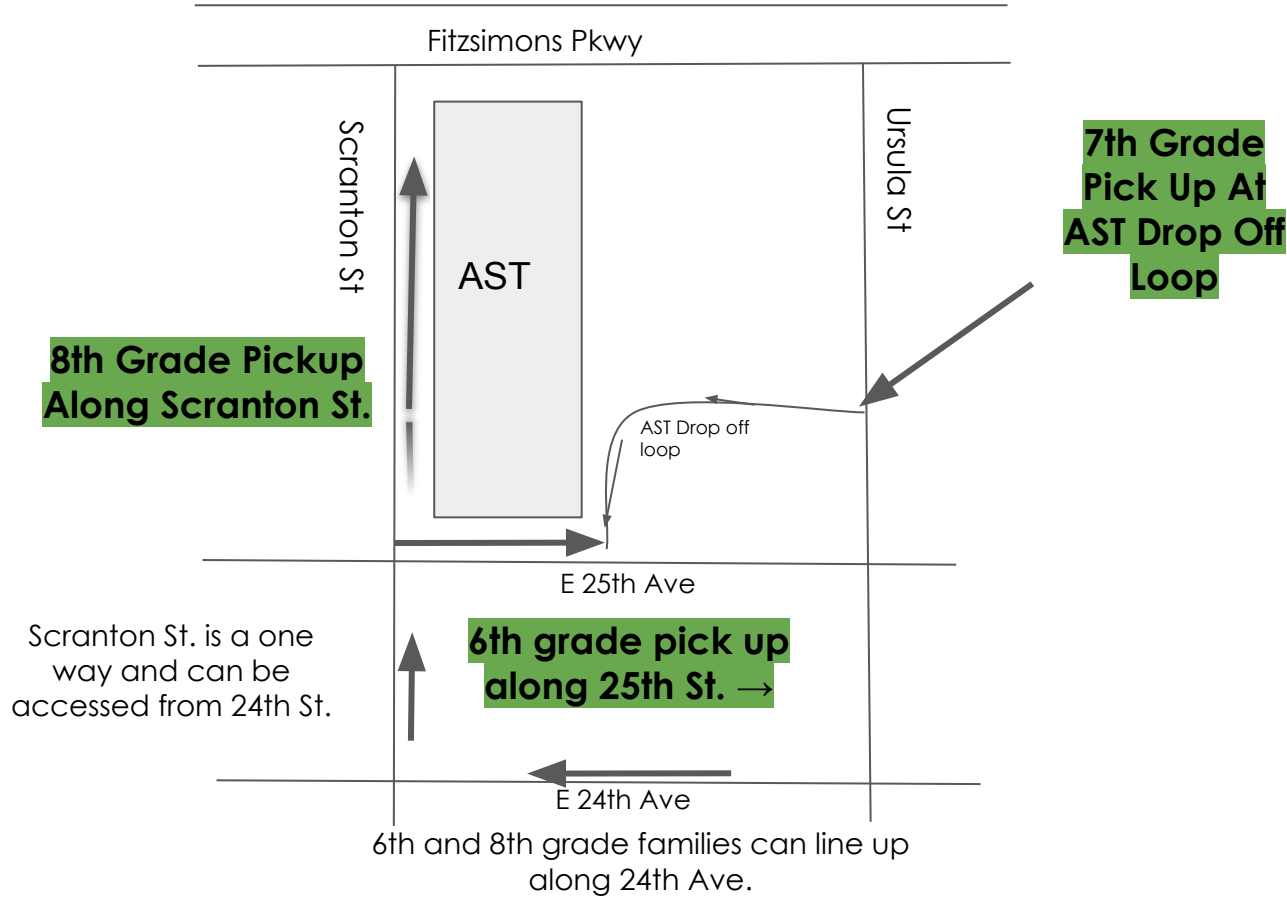 Fitzsimons Pkwy
Scranton St
Ursula St
7th Grade
Pick Up At
AST Drop Off
Loop
AST
8th Grade Pickup
Along Scranton St.
AST Drop off
loop
E 25th Ave
Scranton St. is a one
way and can be
accessed from 24th St.
6th grade pick up
along 25th St. →
E 24th Ave
6th and 8th grade families can line up
along 24th Ave.